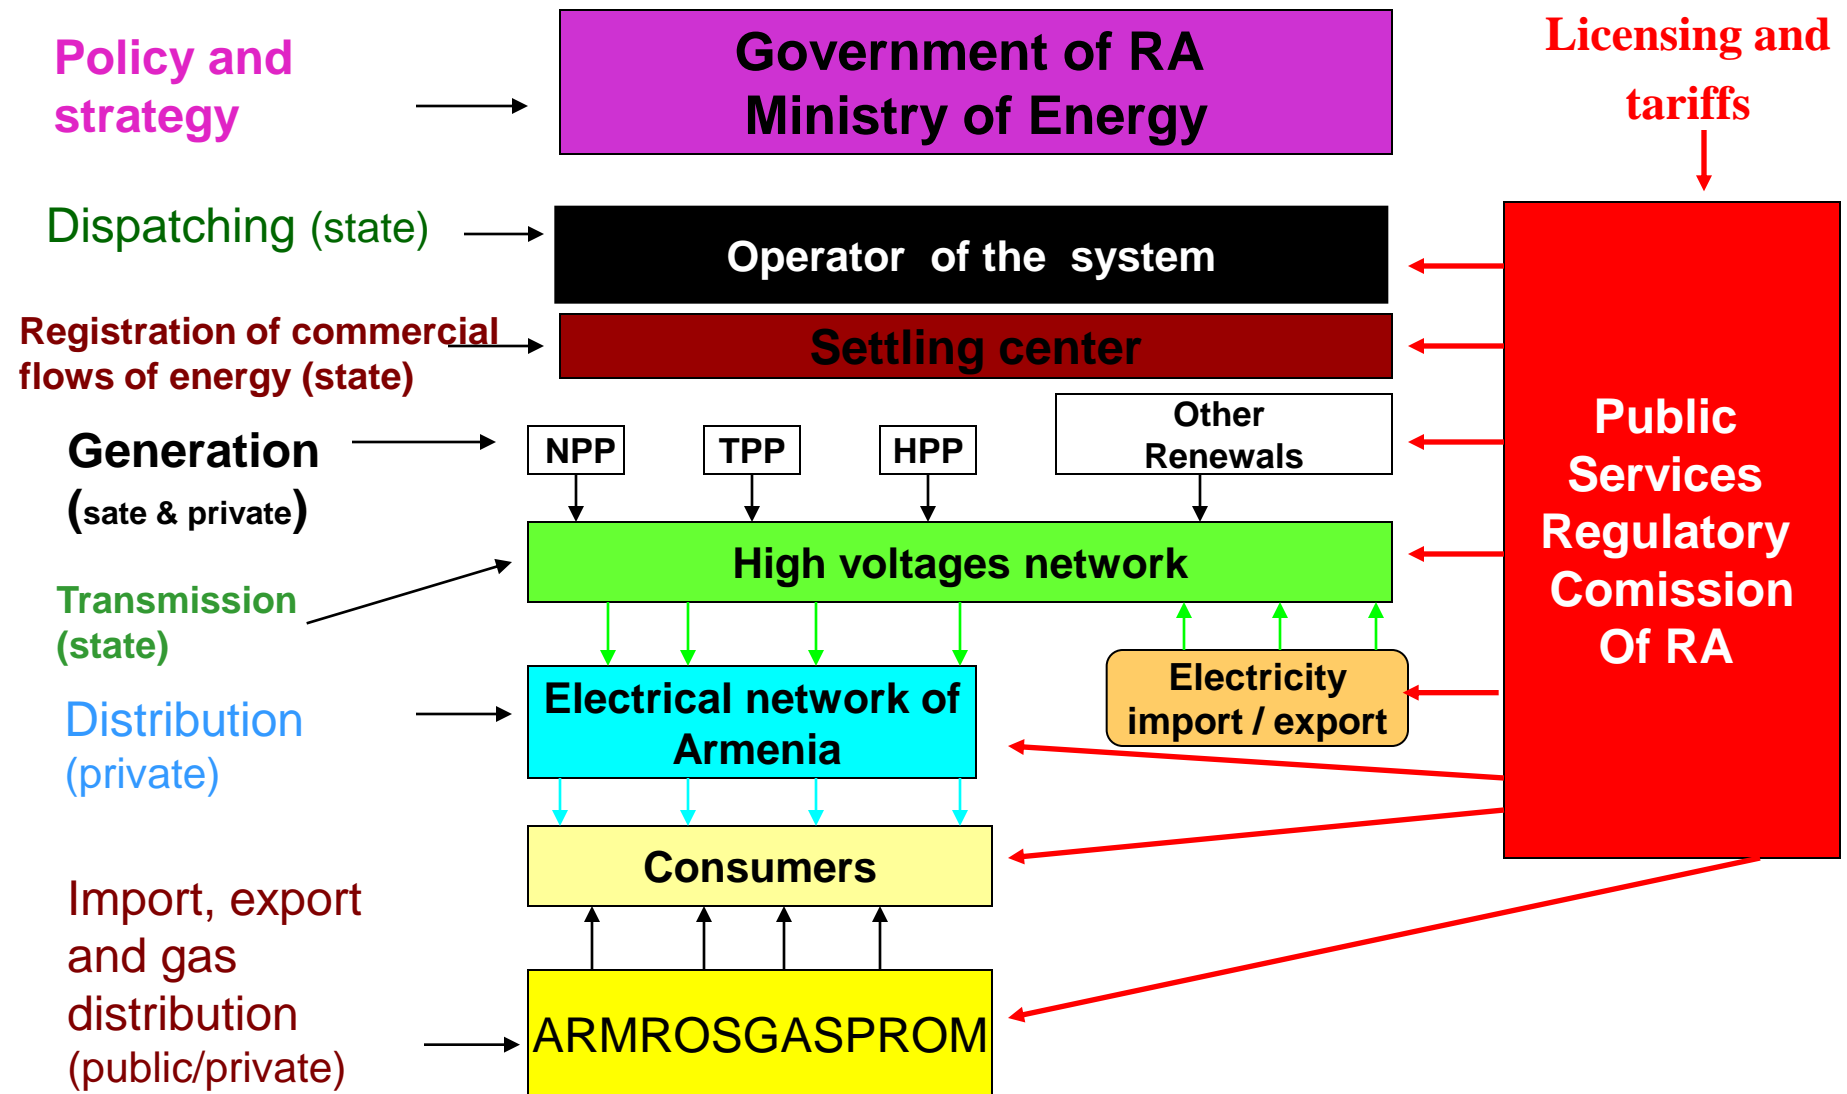 Policy and
strategy
Government of RA
Ministry of Energy
Licensing and
tariffs
Dispatching (state)
Operator of the system
Registration of commercial
flows of energy (state)
Settling center
Generation
(sate & private)
NPP
TPP
HPP
Other
Renewals
Public
Services
Regulatory
Comission
Of RA
High voltages network
Transmission
(state)
Electrical network of
Armenia
Electricity
import / export
Distribution
(private)
Consumers
Import, export
and gas
distribution
(public/private)
ARMROSGASPROM